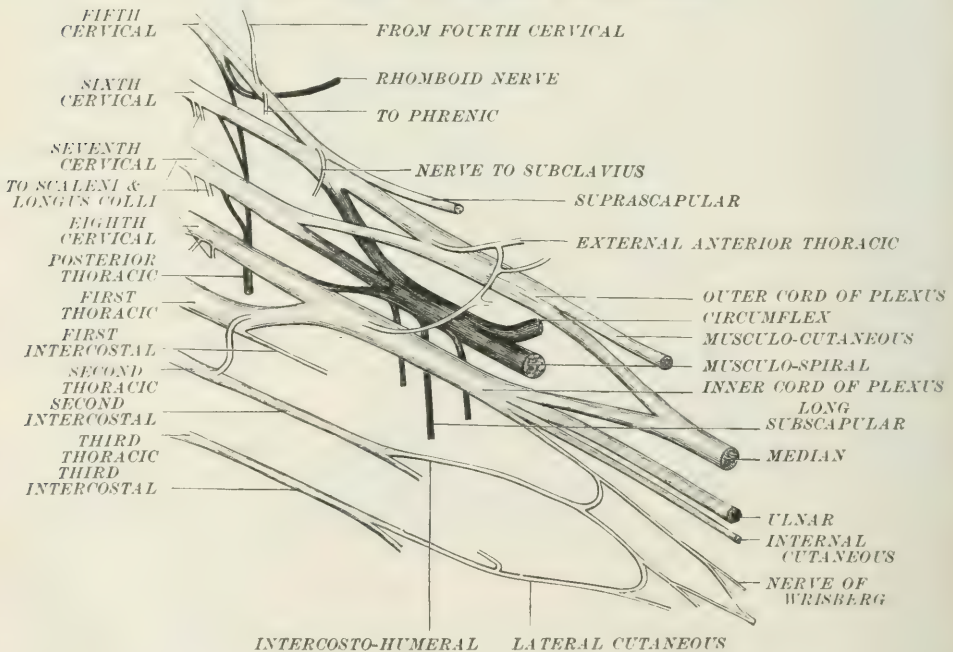 FIFTH
CERVICAL
SIXTH
CERVICAL
SEVENTH
CERVICAL
TO SCALENI &
LONGUS COLLI
EIGHTH
CERVICAL
POSTERIOR
THORACIC
FIRST
THORACIC
FIRST
INTERCOSTAL
SECOND
THORACIC
SECOND
INTERCOSTAL
THIRD
THORACIC
THIRD
INTERCOSTAL
FROM FOURTH CERVICAL
RHOMBOID NERVE
TO PHRENIC
NERVE TO SUBCLAVIUS
SUPRASCAPULAR
EXTERNAL ANTERIOR THORACIC
OUTER CORD OF PLEXUS
CIRCUMFLEX
MUSCULO-CUTANEOUS
MUSCULO-SPIRAL
INNER CORD OF PLEXUS
LONG
SUBSCAPULAR
MEDIAN
ULNAR
INTERNAL
CUTANEOUS
NERVE OF
WRISBERG
INTERCOSTO-HUMERAL
LATERAL CUTANEOUS